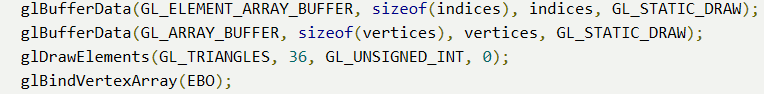 glBufferData(GL_ELEMENT_ARRAY_BUFFER, sizeof(indices), indices, GL_STATIC_DRAW);
glBufferData(GL_ARRAY_BUFFER, sizeof(vertices), vertices, GL_STATIC_DRAW);
glDrawElements(GL_TRIANGLES, 36, GL_UNSIGNED_INT, 0);
glBindVertexArray(EBO);